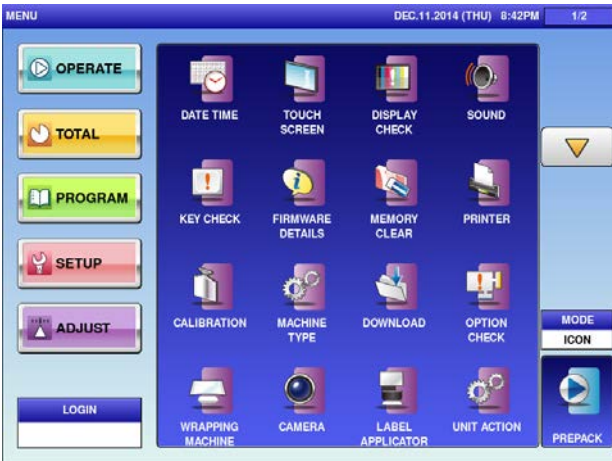 MENU DEC.11.2014 (THU) 8:42PM 1/2
OPERATE
TOTAL
PROGRAM
SETUP
ADJUST
LOGIN
DATE TIME TOUCH SCREEN DISPLAY CHECK SOUND
KEY CHECK FIRMWARE DETAILS MEMORY CLEAR PRINTER
CALIBRATION MACHINE TYPE DOWNLOAD OPTION CHECK
WRAPPING MACHINE CAMERA LABEL APPLICATOR UNIT ACTION
MODE
ICON
PREPACK